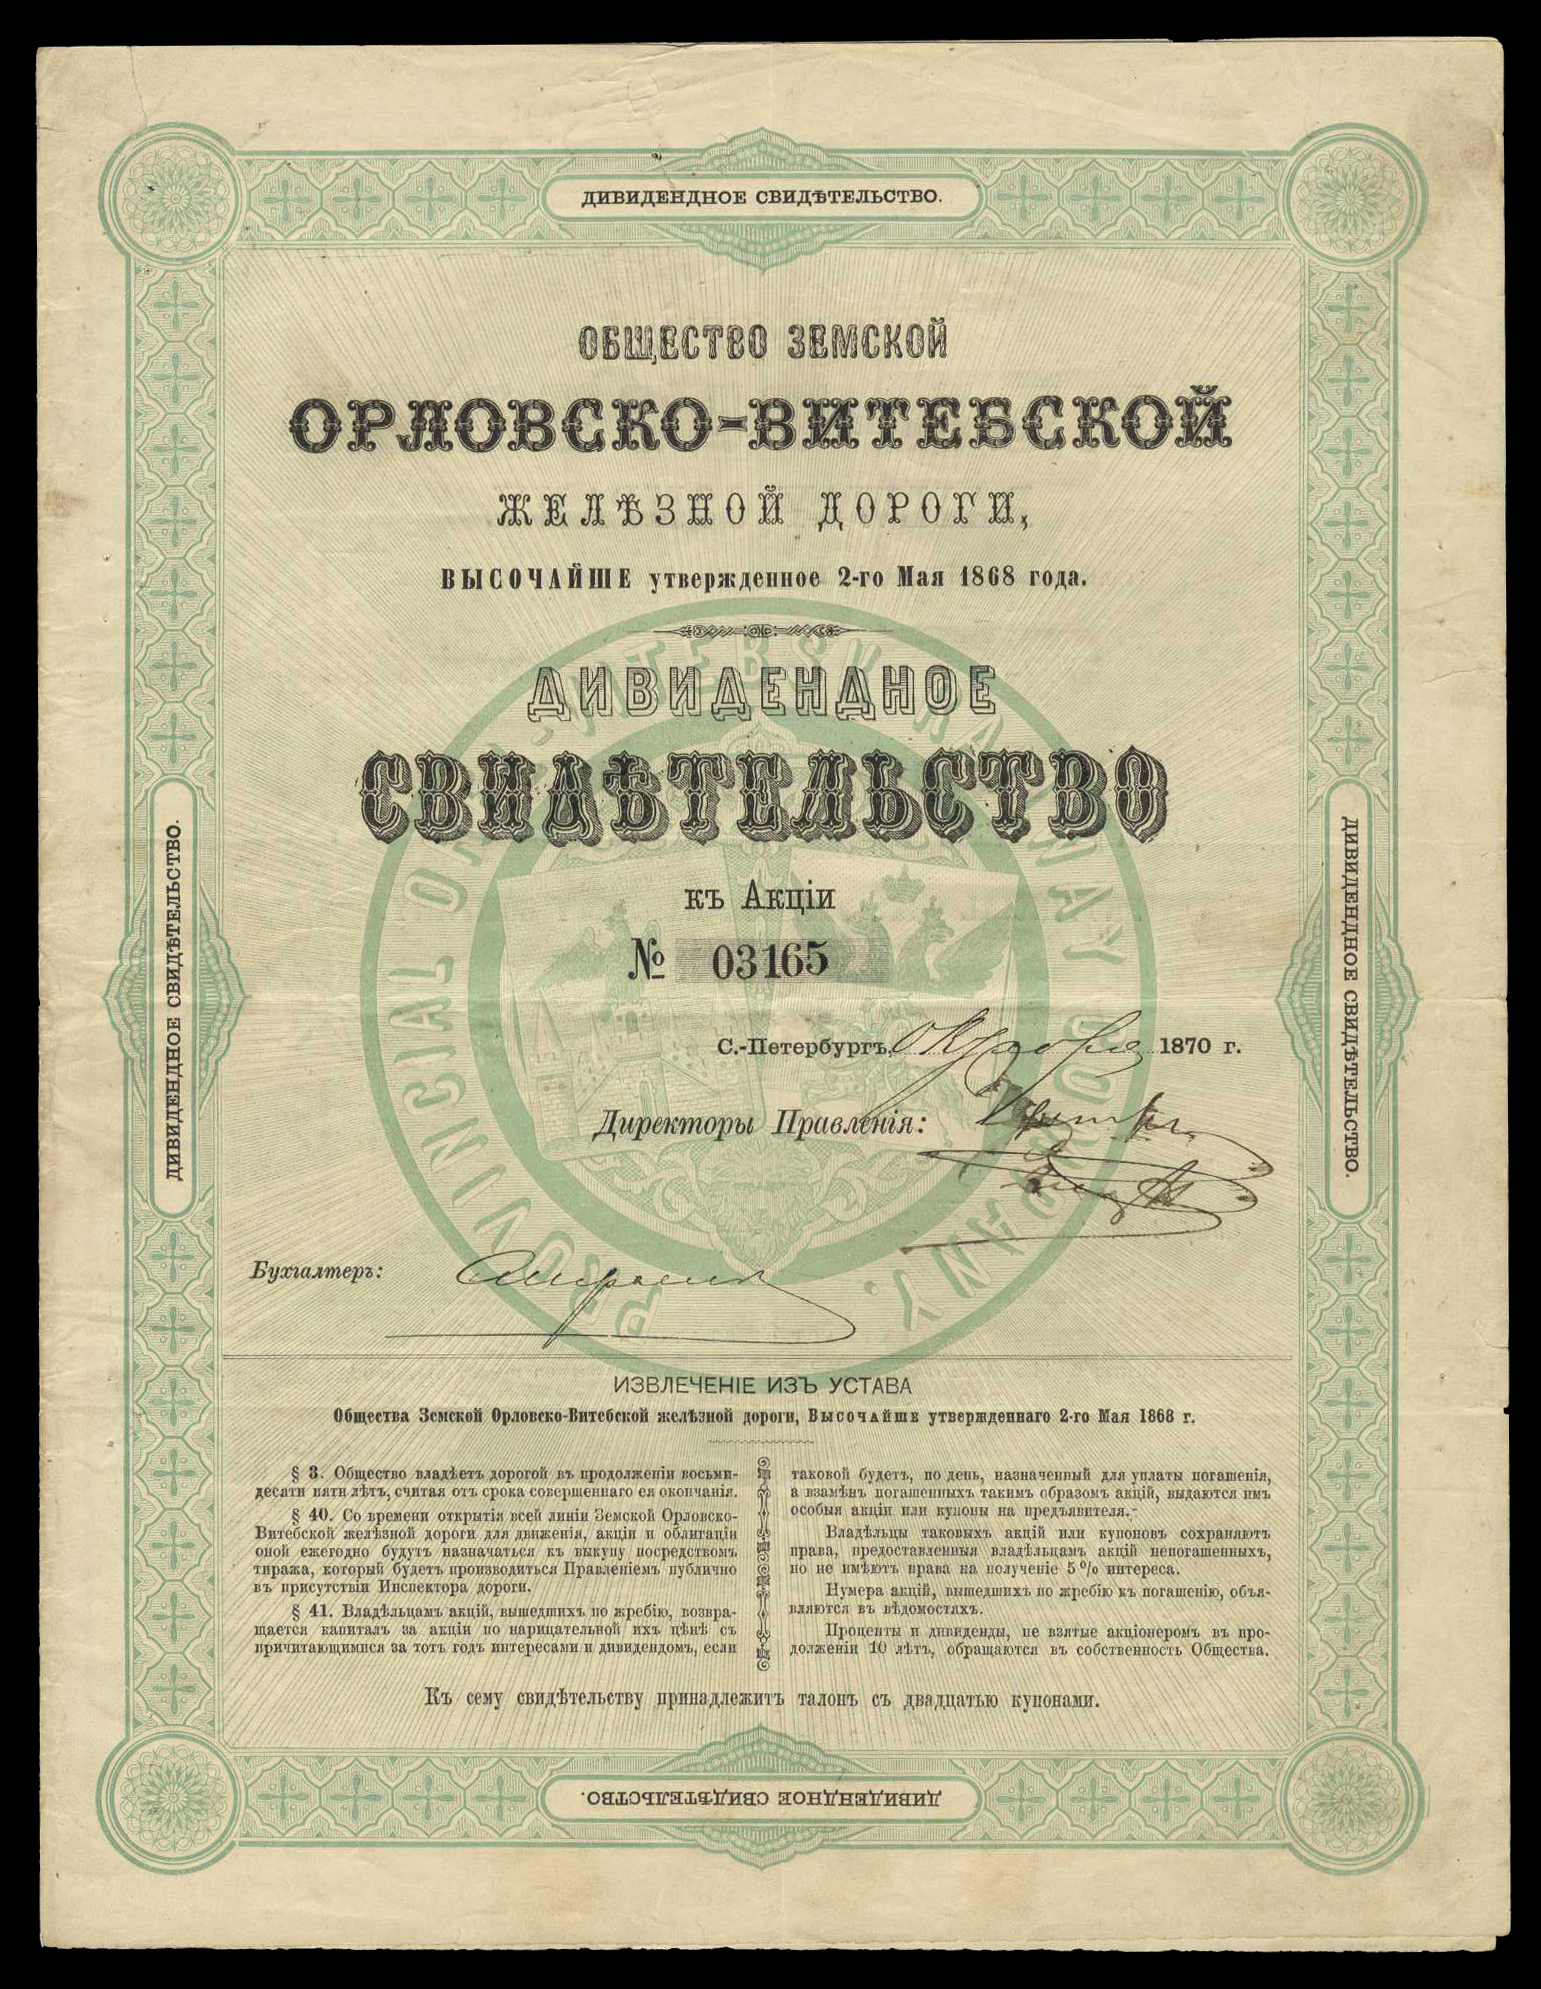 ДИВИДЕНДНОЕ СВИДѢТЕЛЬСТВО.
ОБЩЕСТВО ЗЕМСКОЙ
ОРЛОВСКО-ВИТЕБСКОЙ
ЖЕЛѢЗНОЙ ДОРОГИ,
ВЫСОЧАЙШЕ утвержденное 2-го Мая 1868 года.
ДИВИДЕНДНОЕ
СВИДѢТЕЛЬСТВО
къ Акціи
№ 03165
С.-Петербургъ, Октября 1870 г.
Директоры Правленія:
Бухгалтеръ:
ДИВИДЕНДНОЕ СВИДѢТЕЛЬСТВО.
ДИВИДЕНДНОЕ СВИДѢТЕЛЬСТВО.
PROVINCIAL OREL-VITEBSK RAILWAY COMPANY.
ИЗВЛЕЧЕНІЕ ИЗЪ УСТАВА
Общества Земской Орловско-Витебской желѣзной дороги, Высочайше утвержденнаго 2-го Мая 1868 г.
§ 3. Общество владѣетъ дорогой въ продолженіи восьми-
десяти пяти лѣтъ, считая отъ срока совершеннаго ея окончанія.
§ 40. Со времени открытія всей линіи Земской Орловско-
Витебской желѣзной дороги для движенія, акціи и облигаціи
оной ежегодно будутъ назначаться къ выкупу посредствомъ
тиража, который будетъ производиться Правленіемъ публично
въ присутствіи Инспектора дороги.
§ 41. Владѣльцамъ акцій, вышедшихъ по жребію, возвра-
щается капиталъ за акціи по нарицательной ихъ цѣнѣ съ
причитающимися за тотъ годъ интересами и дивидендомъ, если
таковой будетъ, по день, назначенный для уплаты погашенія,
а взамѣнъ погашенныхъ такимъ образомъ акцій, выдаются имъ
особыя акціи или купоны на предъявителя.
Владѣльцы таковыхъ акцій или купоновъ сохраняютъ
права, предоставленныя владѣльцамъ акцій непогашенныхъ,
но не имѣютъ права на полученіе 5% интереса.
Нумера акцій, вышедшихъ по жребію къ погашенію, объя-
вляются въ вѣдомостяхъ.
Проценты и дивиденды, не взятые акціонеромъ въ про-
долженіи 10 лѣтъ, обращаются въ собственность Общества.
Къ сему свидѣтельству принадлежитъ талонъ съ двадцатью купонами.
ДИВИДЕНДНОЕ СВИДѢТЕЛЬСТВО.